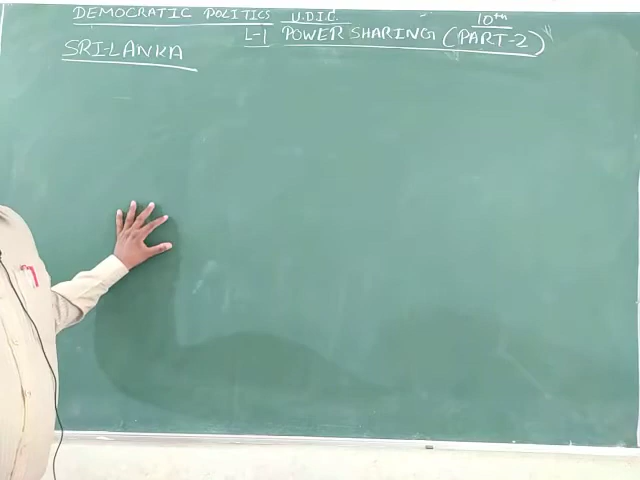 DEMOCRATIC POLITICS U.D.I.C. 10th
L-1 POWER SHARING (PART-2)
SRI-LANKA